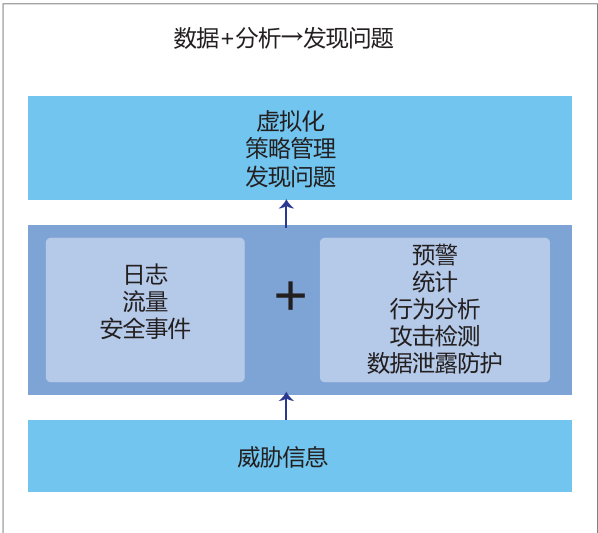 数据+分析→发现问题
虚拟化
策略管理
发现问题
日志
流量
安全事件
+
预警
统计
行为分析
攻击检测
数据泄露防护
威胁信息